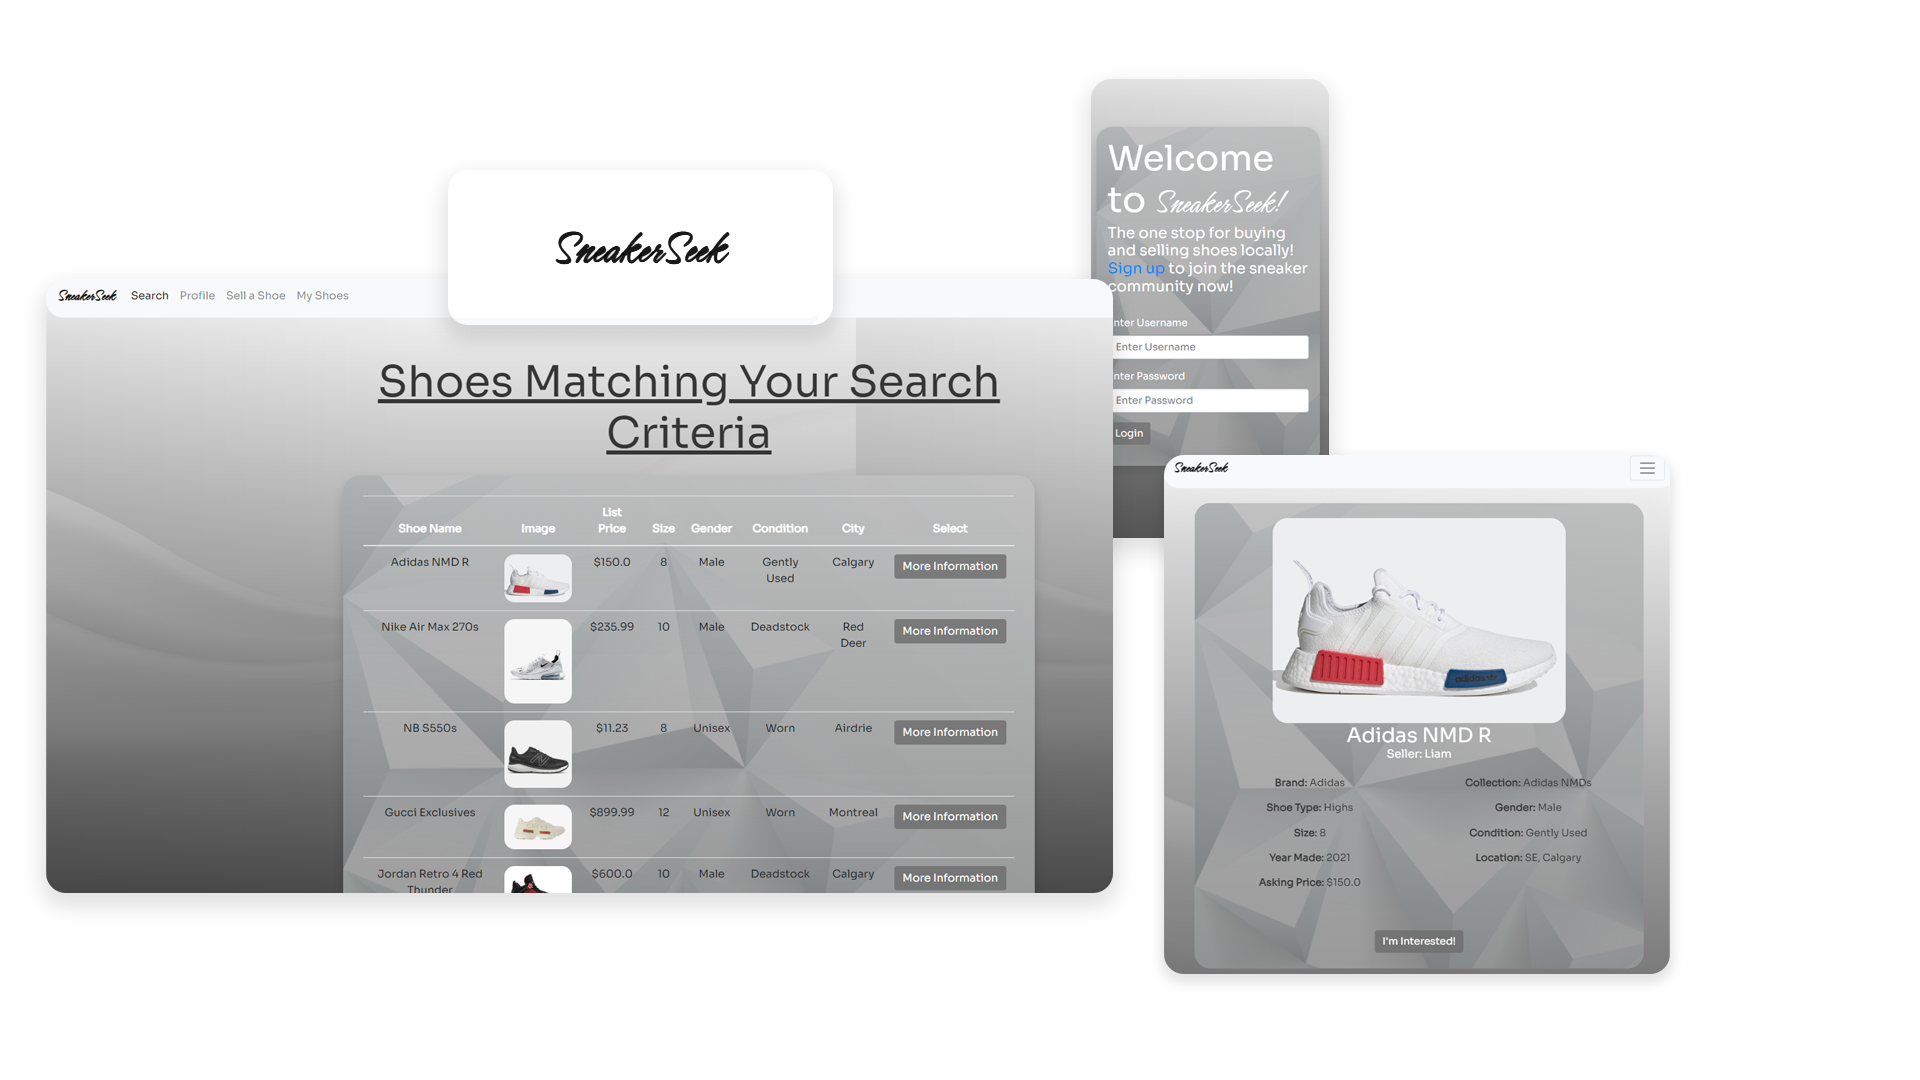 SneakerSeek
SneakerSeek Search Profile Sell a Shoe My Shoes
Shoes Matching Your Search
Criteria
Shoe Name Image List Price Size Gender Condition City Select
Adidas NMD R $150.0 8 Male Gently Used Calgary More Information
Nike Air Max 270s $235.99 10 Male Deadstock Red Deer More Information
NB S550s $11.23 8 Unisex Worn Airdrie More Information
Gucci Exclusives $899.99 12 Unisex Worn Montreal More Information
Jordan Retro 4 Red Thunder $600.0 10 Male Deadstock Calgary More Information
Welcome
to SneakerSeek!
The one stop for buying
and selling shoes locally!
Sign up to join the sneaker
community now!
nter Username
Enter Username
nter Password
Enter Password
Login
SneakerSeek
adidas
Adidas NMD R
Seller: Liam
Brand: Adidas Collection: Adidas NMDs
Shoe Type: Highs Gender: Male
Size: 8 Condition: Gently Used
Year Made: 2021 Location: SE, Calgary
Asking Price: $150.0
I'm Interested!